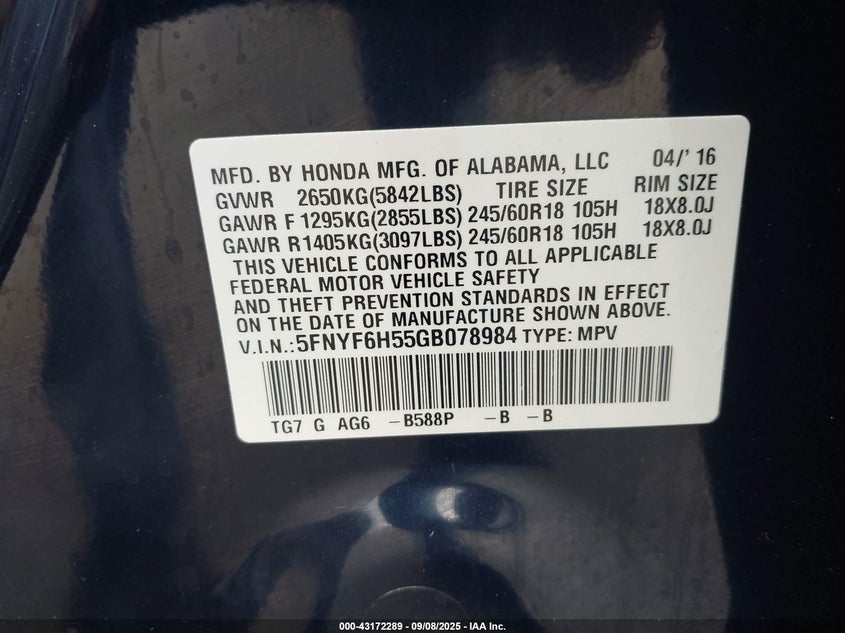 MFD. BY HONDA MFG. OF ALABAMA, LLC 04/' 16
GVWR 2650KG(5842LBS) TIRE SIZE RIM SIZE
GAWR F 1295KG(2855LBS) 245/60R18 105H 18X8.0J
GAWR R1405KG(3097LBS) 245/60R18 105H 18X8.0J
THIS VEHICLE CONFORMS TO ALL APPLICABLE
FEDERAL MOTOR VEHICLE SAFETY
AND THEFT PREVENTION STANDARDS IN EFFECT
ON THE DATE OF MANUFACTURE SHOWN ABOVE.
V.I.N.:5FNYF6H55GB078984 TYPE: MPV
TG7 G AG6 -B588P -B -B
000-43172289 - 09/08/2025 - IAA Inc.